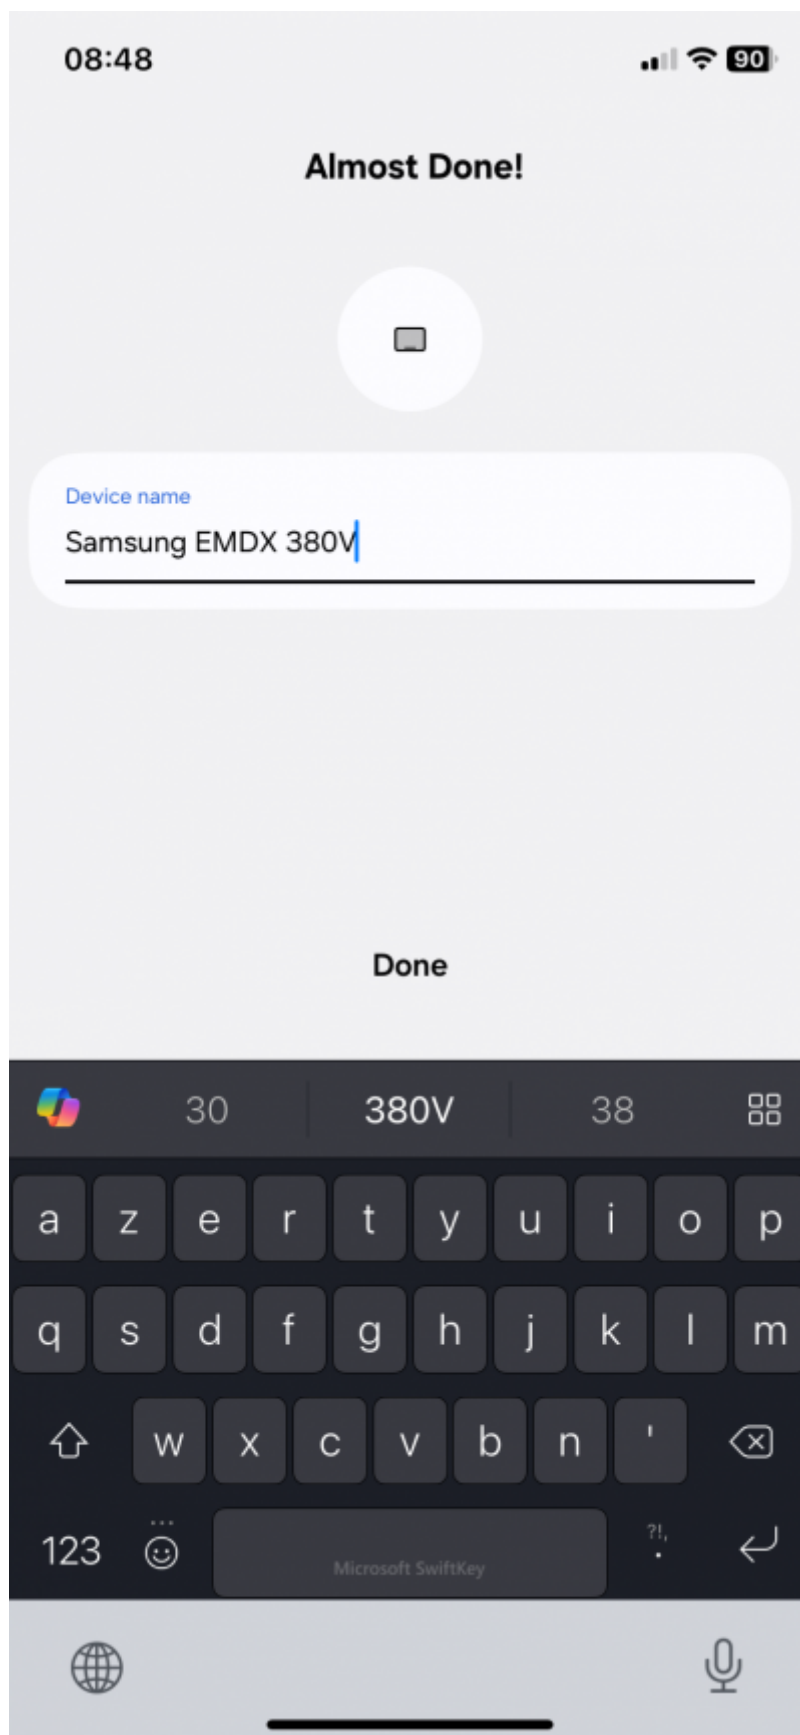 08:48
90
Almost Done!
Device name
Samsung EMDX 380V
Done
30 380V 38
a z e r t y u i o p
q s d f g h j k l m
w x c v b n '
123 ?!, .
Microsoft SwiftKey